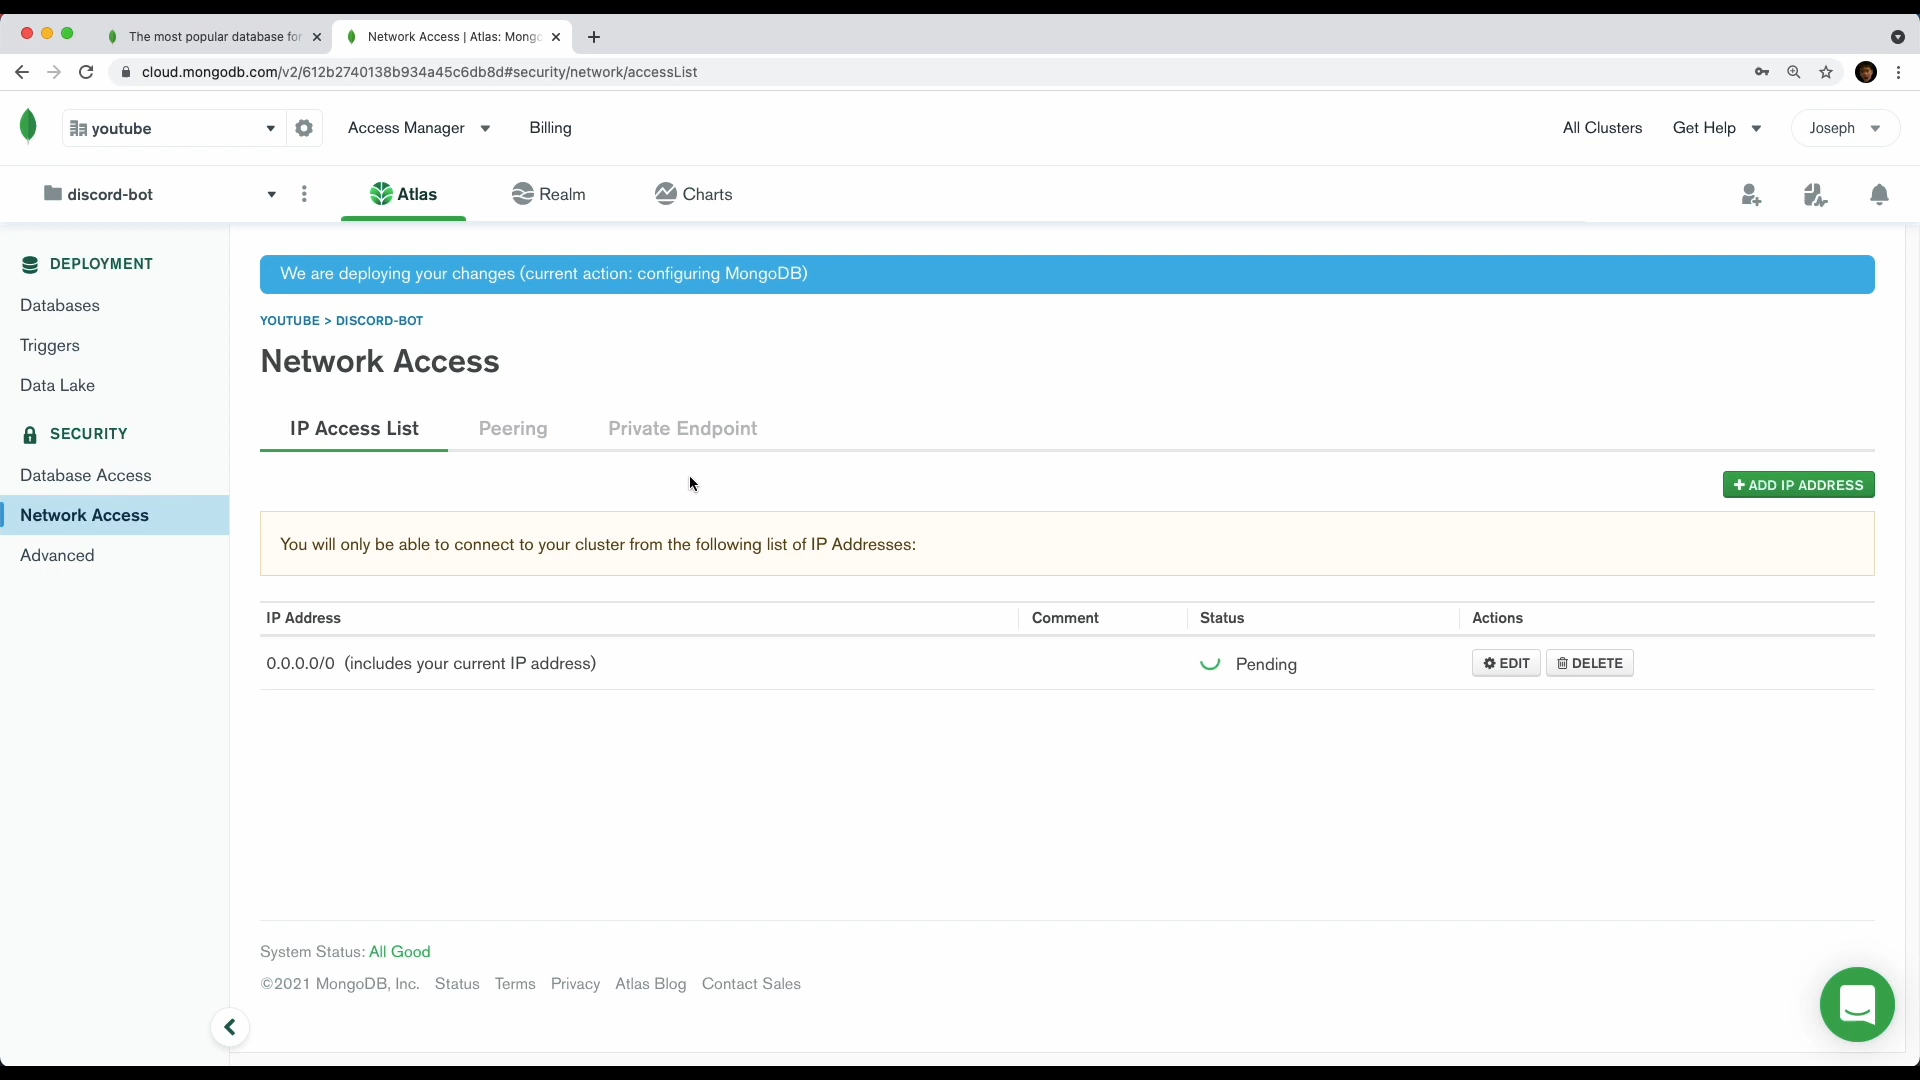 The most popular database for
Network Access | Atlas: Mongo
cloud.mongodb.com/v2/612b2740138b934a45c6db8d#security/network/accessList
youtube
Access Manager
Billing
All Clusters
Get Help
Joseph
discord-bot
Atlas
Realm
Charts
DEPLOYMENT
Databases
Triggers
Data Lake
SECURITY
Database Access
Network Access
Advanced
We are deploying your changes (current action: configuring MongoDB)
YOUTUBE > DISCORD-BOT
Network Access
IP Access List
Peering
Private Endpoint
+ ADD IP ADDRESS
You will only be able to connect to your cluster from the following list of IP Addresses:
IP Address
Comment
Status
Actions
0.0.0.0/0 (includes your current IP address)
Pending
EDIT
DELETE
System Status: All Good
©2021 MongoDB, Inc. Status Terms Privacy Atlas Blog Contact Sales